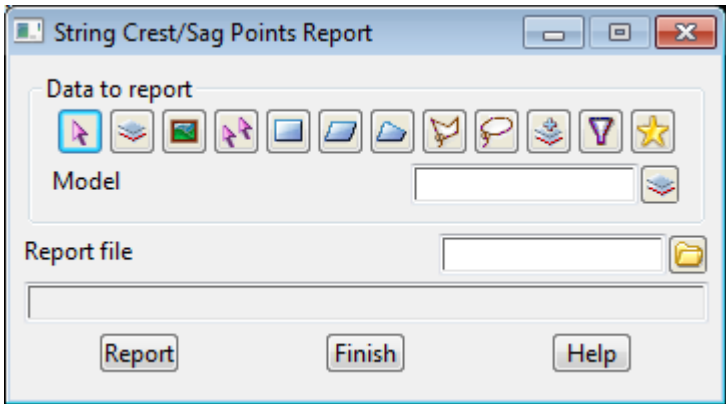 String Crest/Sag Points Report
Data to report
Model
Report file
Report Finish Help